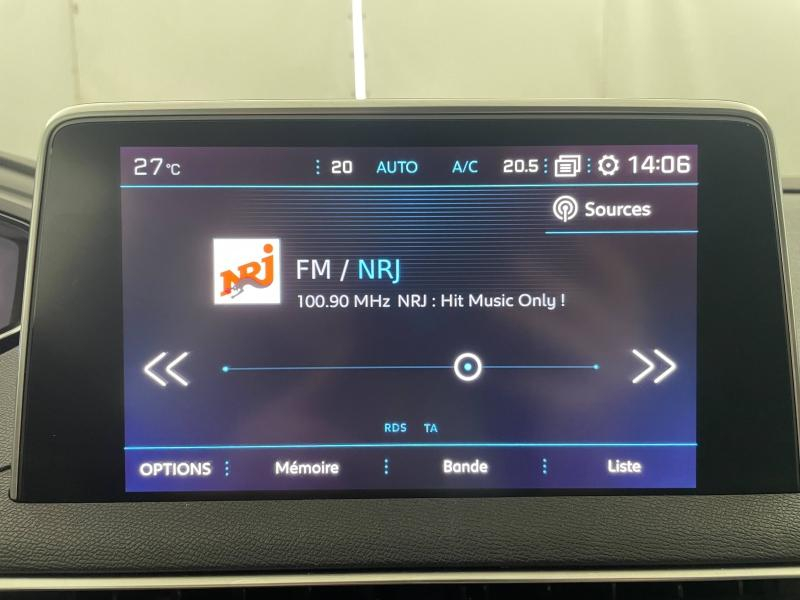 27°C 20 AUTO A/C 20.5 14:06
Sources
NRJ
FM / NRJ
100.90 MHz NRJ : Hit Music Only !
RDS TA
OPTIONS Mémoire Bande Liste